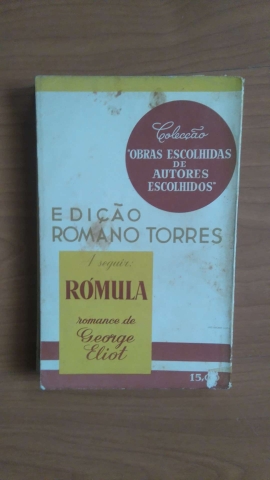 Colecção
"OBRAS ESCOLHIDAS
DE
AUTORES
ESCOLHIDOS"
EDIÇÃO
ROMANO TORRES
A seguir:
RÓMULA
romance de
George
Eliot